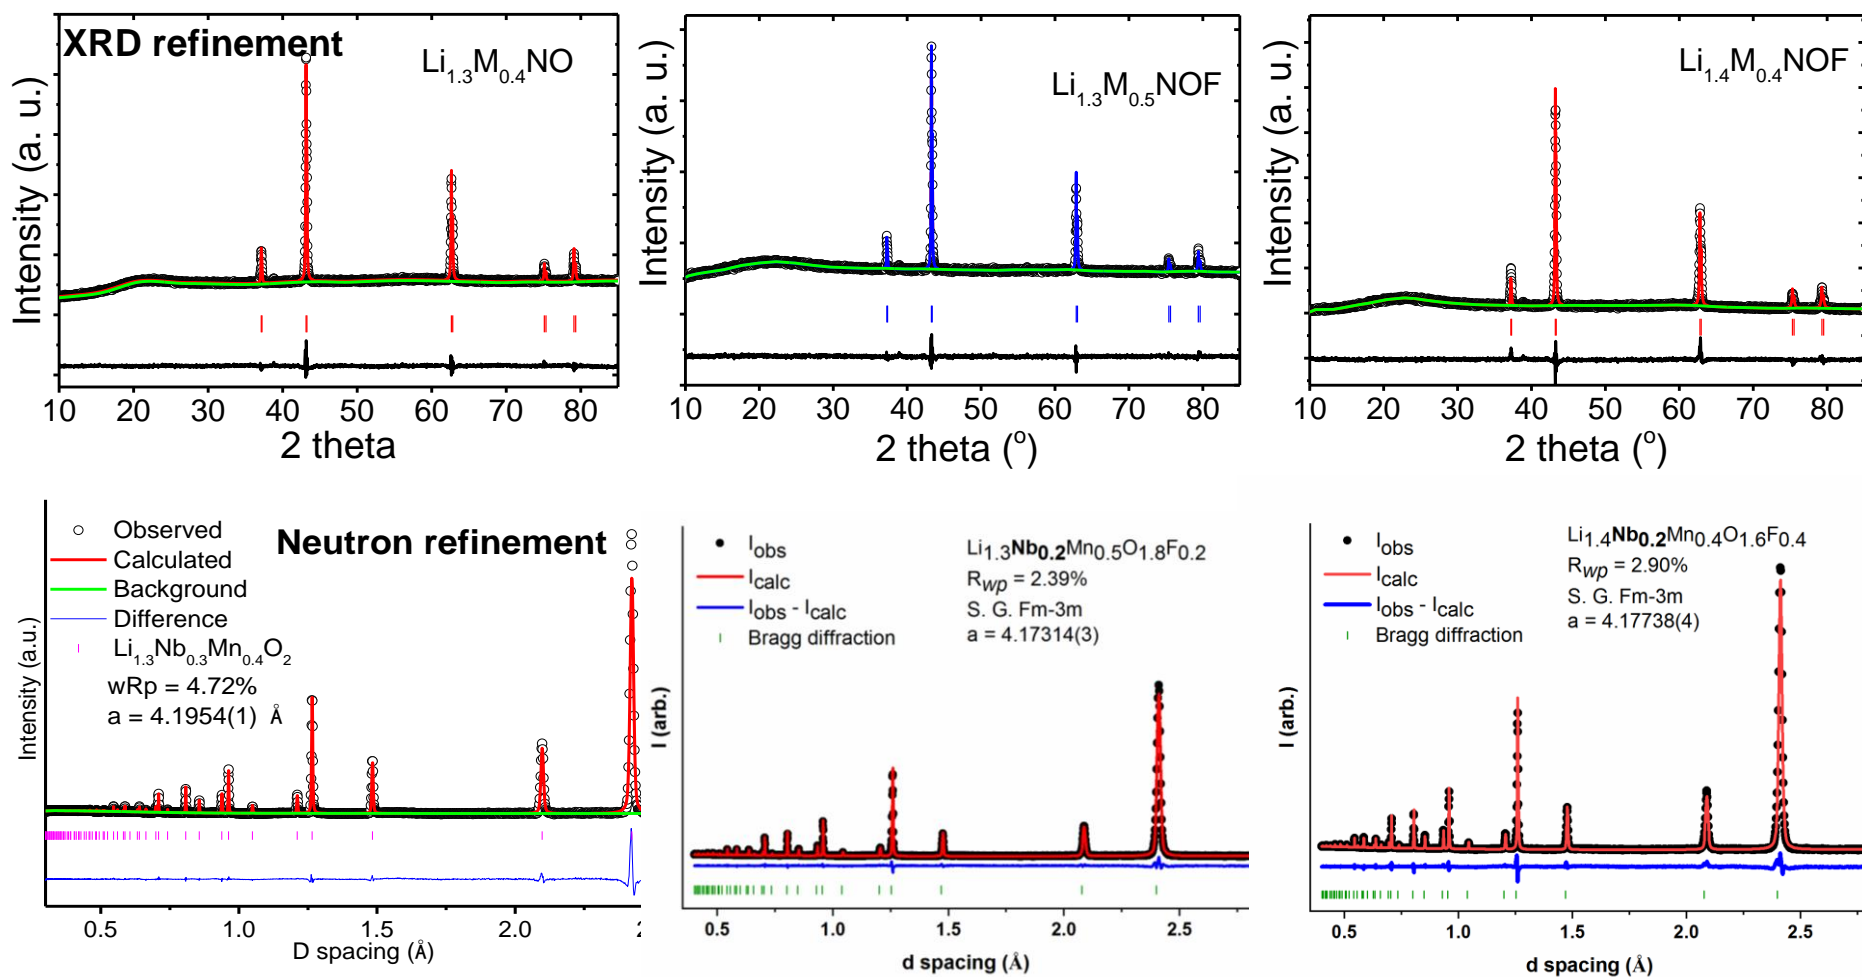 XRD refinement
Li1.3M0.4NO
Intensity (a. u.)
10 20 30 40 50 60 70 80
2 theta
Li1.3M0.5NOF
Intensity (a. u.)
10 20 30 40 50 60 70 80
2 theta (o)
Li1.4M0.4NOF
Intensity (a. u.)
10 20 30 40 50 60 70 80
2 theta (o)
Neutron refinement
Observed
Calculated
Background
Difference
Li1.3Nb0.3Mn0.4O2
wRp = 4.72%
a = 4.1954(1) Å
Intensity (a.u.)
0.5 1.0 1.5 2.0
D spacing (Å)
Iobs
Icalc
Iobs - Icalc
Bragg diffraction
Li1.3Nb0.2Mn0.5O1.8F0.2
Rwp = 2.39%
S. G. Fm-3m
a = 4.17314(3)
I (arb.)
0.5 1.0 1.5 2.0 2.5
d spacing (Å)
Iobs
Icalc
Iobs - Icalc
Bragg diffraction
Li1.4Nb0.2Mn0.4O1.6F0.4
Rwp = 2.90%
S. G. Fm-3m
a = 4.17738(4)
I (arb.)
0.5 1.0 1.5 2.0 2.5
d spacing (Å)